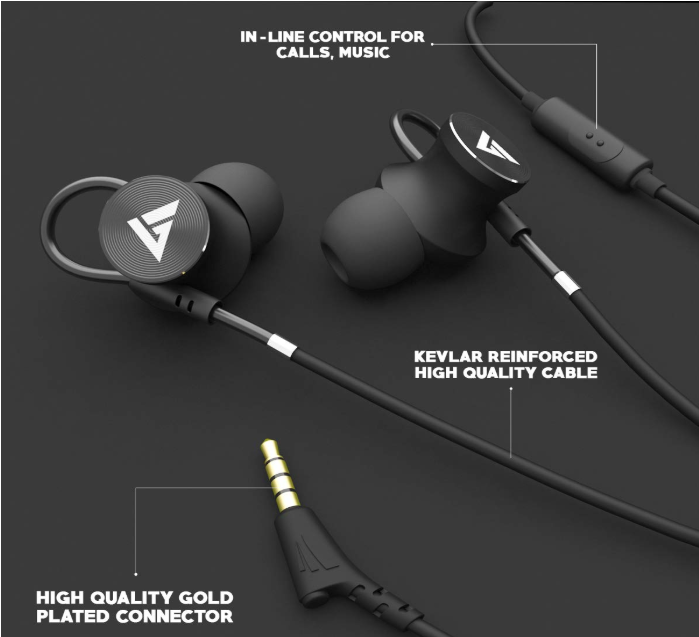 IN-LINE CONTROL FOR
CALLS, MUSIC
KEVLAR REINFORCED
HIGH QUALITY CABLE
HIGH QUALITY GOLD
PLATED CONNECTOR